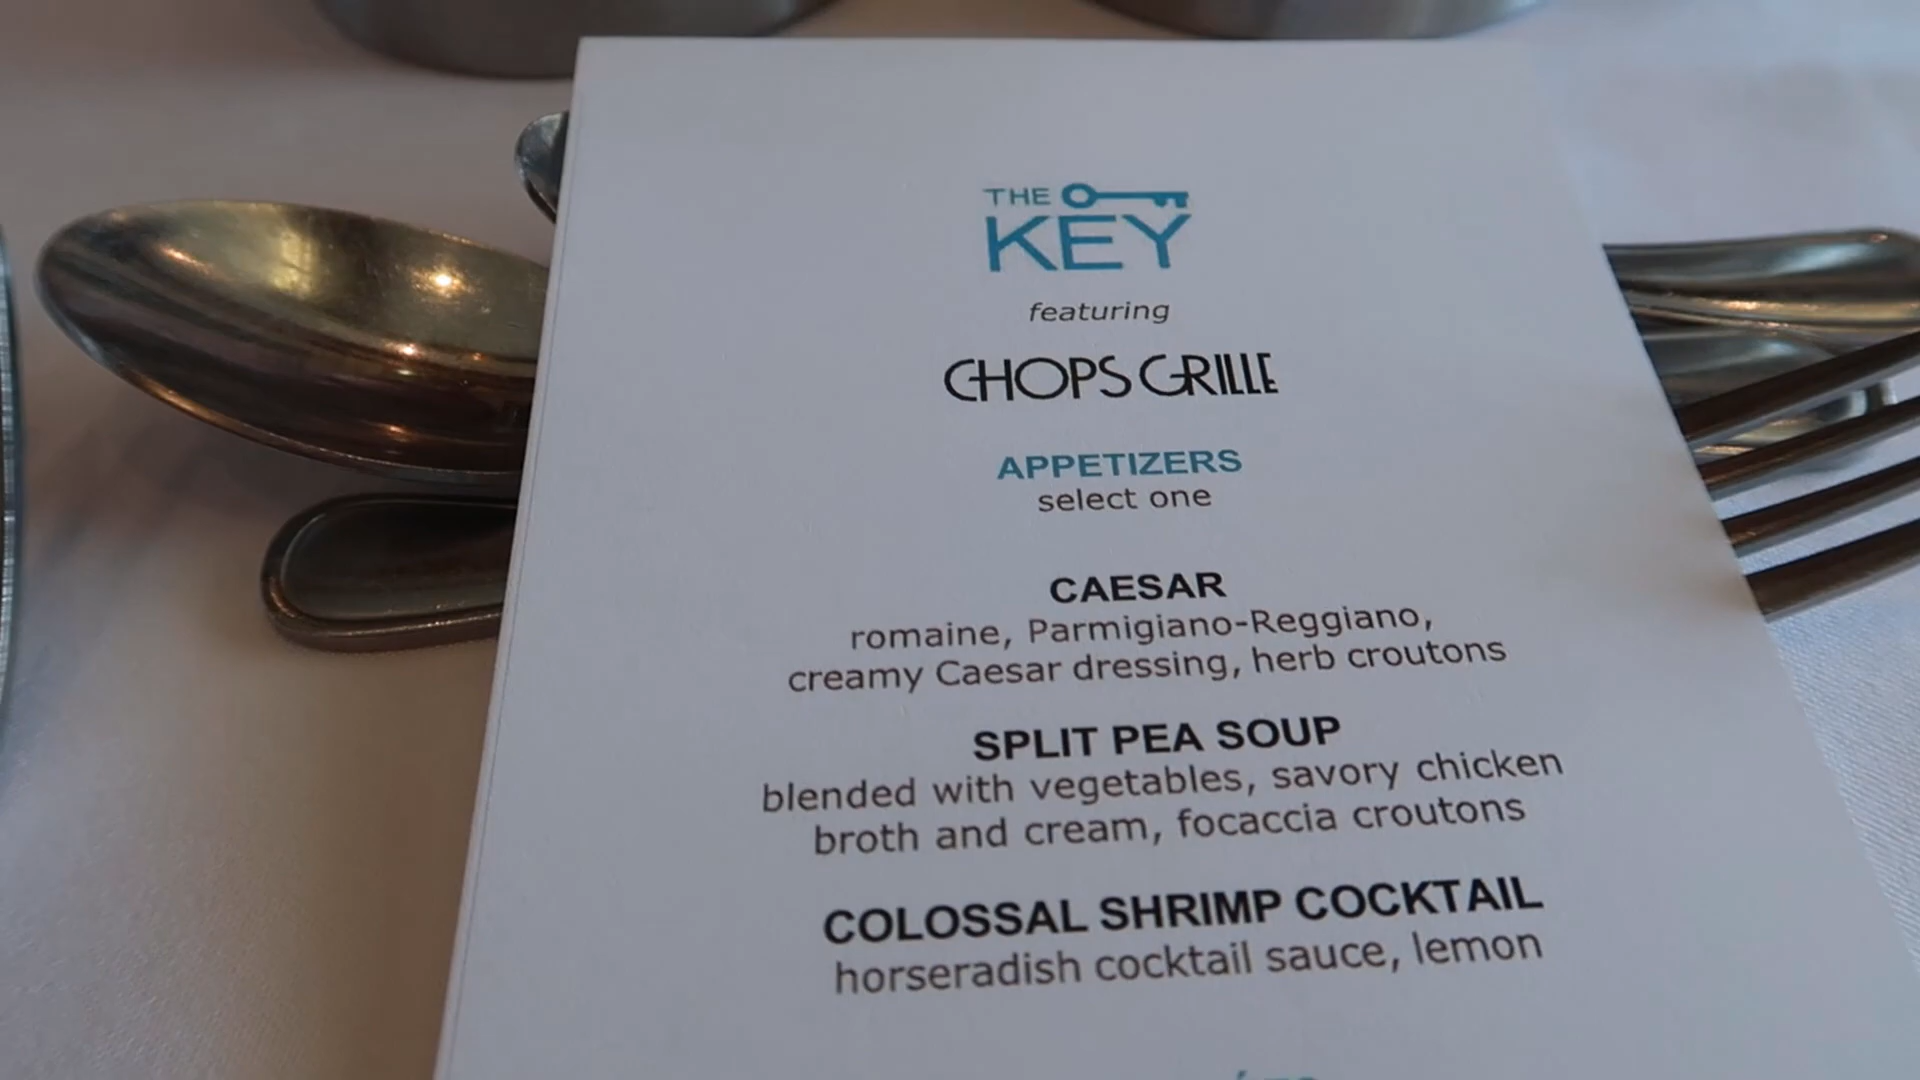 THE
KEY
featuring
CHOPS GRILLE
APPETIZERS
select one
CAESAR
romaine, Parmigiano-Reggiano,
creamy Caesar dressing, herb croutons
SPLIT PEA SOUP
blended with vegetables, savory chicken
broth and cream, focaccia croutons
COLOSSAL SHRIMP COCKTAIL
horseradish cocktail sauce, lemon